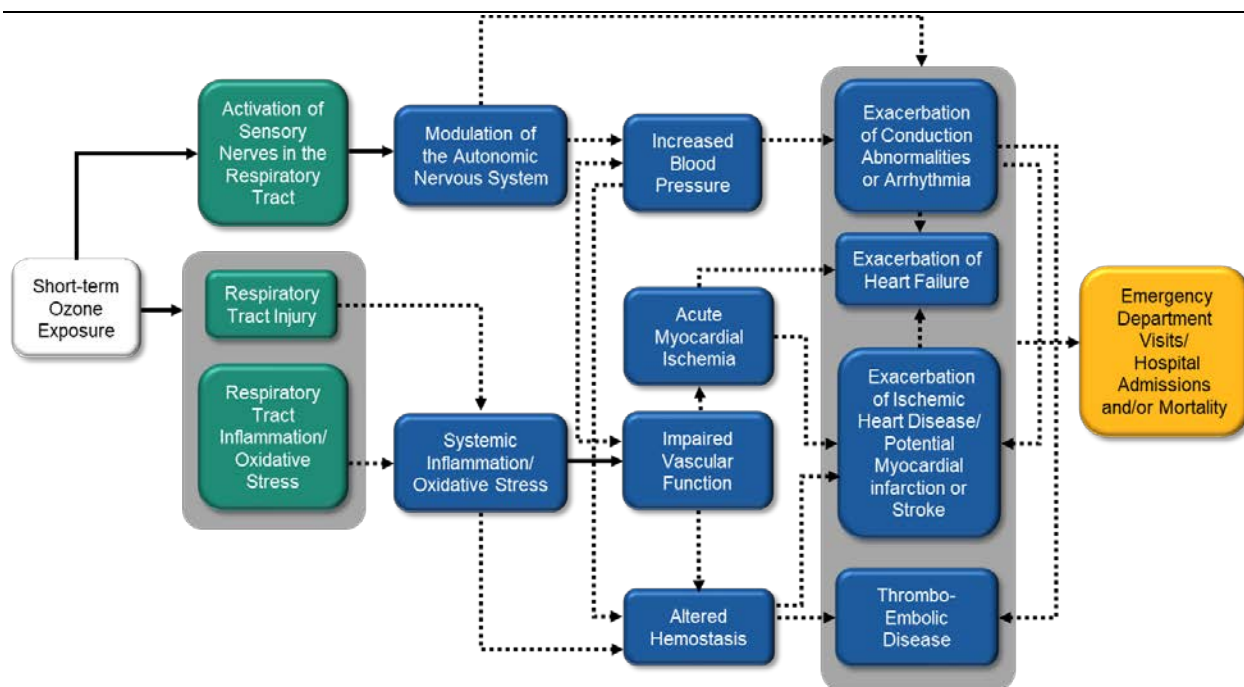 Activation of
Sensory
Nerves in the
Respiratory
Tract
Modulation of
the Autonomic
Nervous System
Increased
Blood
Pressure
Exacerbation
of Conduction
Abnormalities
or Arrhythmia
Short-term
Ozone
Exposure
Respiratory
Tract Injury
Respiratory
Tract
Inflammation/
Oxidative
Stress
Systemic
Inflammation/
Oxidative Stress
Acute
Myocardial
Ischemia
Impaired
Vascular
Function
Altered
Hemostasis
Exacerbation of
Heart Failure
Exacerbation
of Ischemic
Heart Disease/
Potential
Myocardial
infarction or
Stroke
Thrombo-
Embolic
Disease
Emergency
Department
Visits/
Hospital
Admissions
and/or Mortality